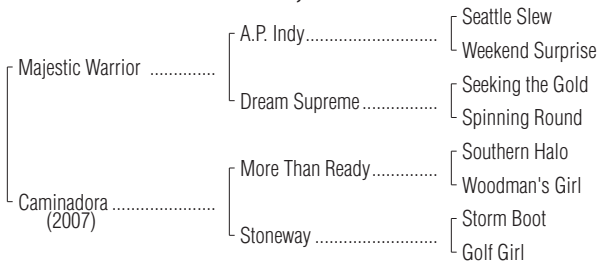 Seattle Slew
A.P. Indy
Weekend Surprise
Majestic Warrior
Seeking the Gold
Dream Supreme
Spinning Round
Southern Halo
More Than Ready
Woodman's Girl
Caminadora
(2007)
Storm Boot
Stoneway
Golf Girl